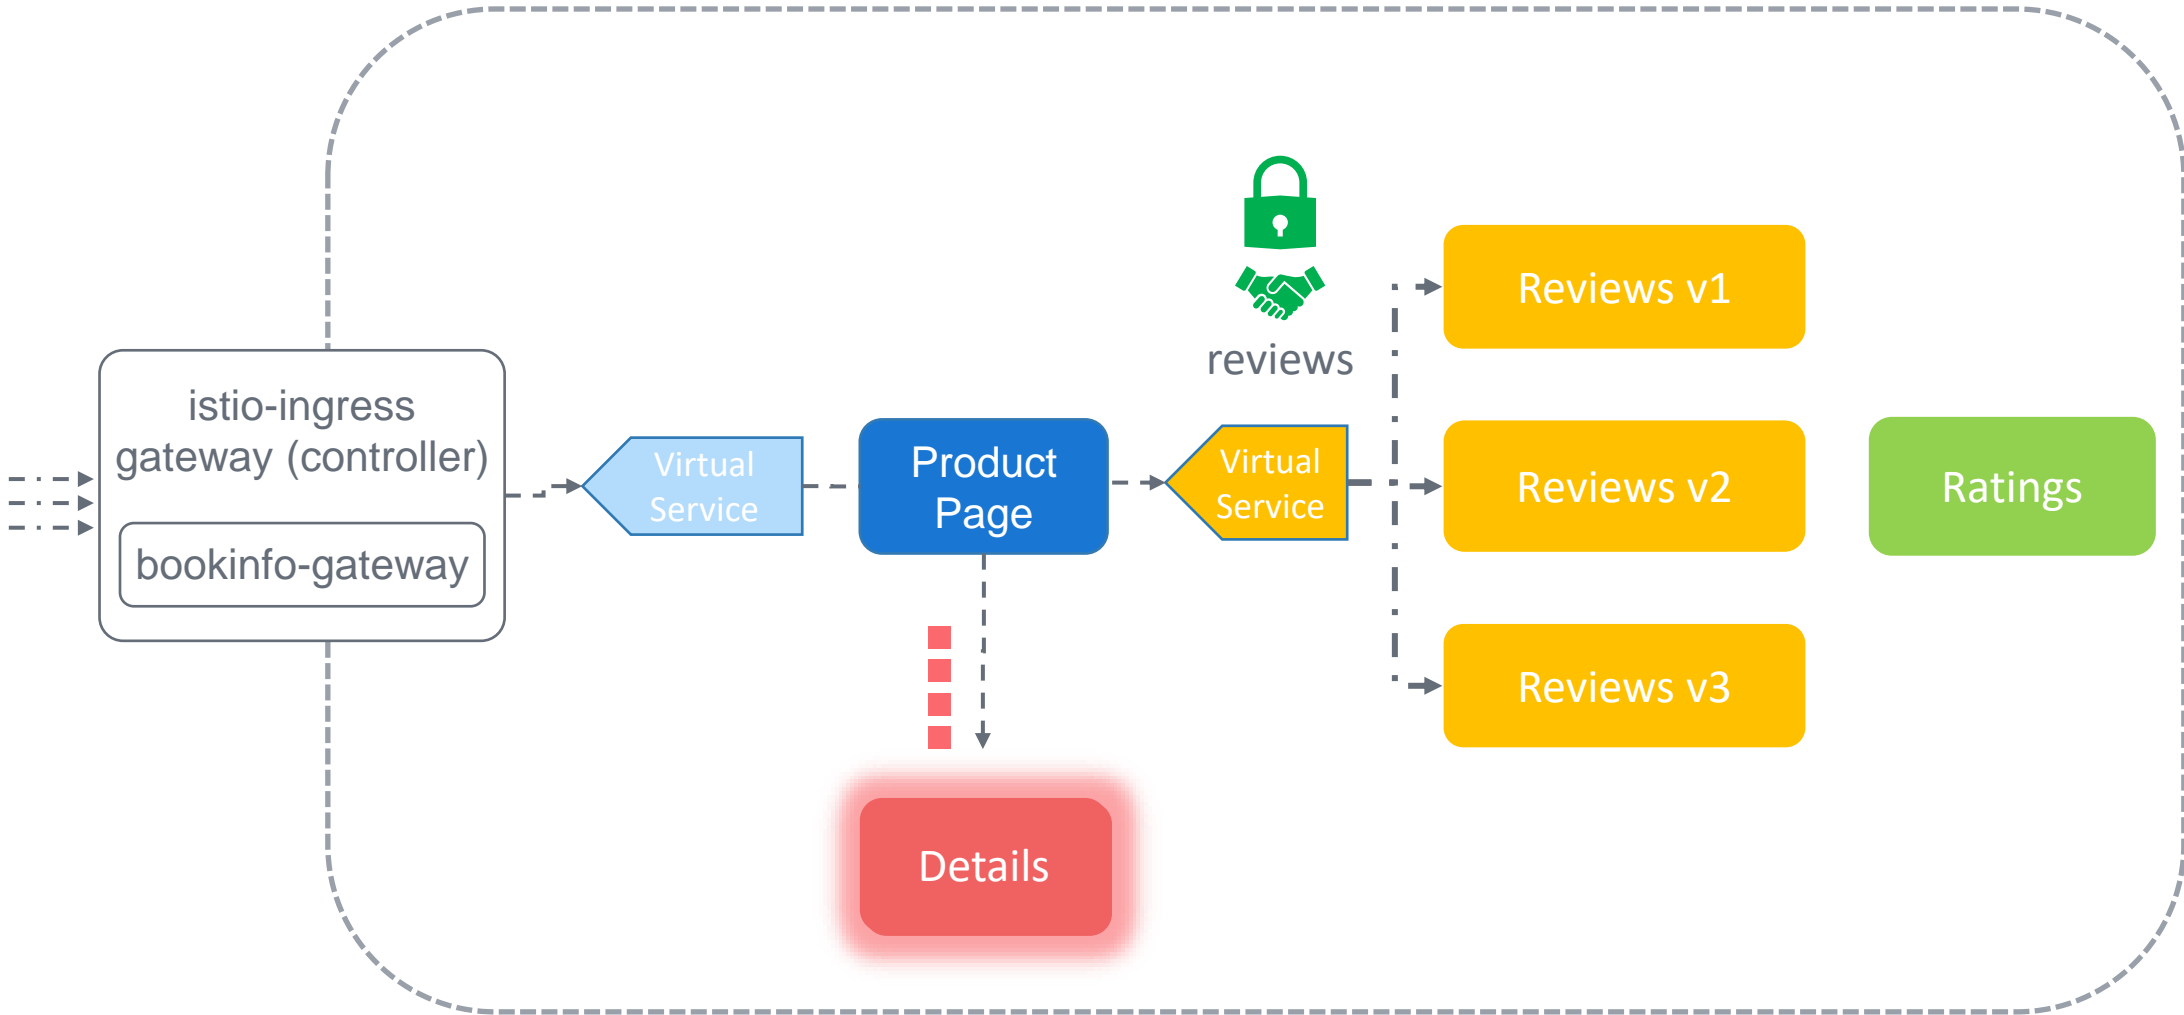 istio-ingress
gateway (controller)
bookinfo-gateway
Virtual
Service
Product
Page
reviews
Virtual
Service
Reviews v1
Reviews v2
Reviews v3
Ratings
Details